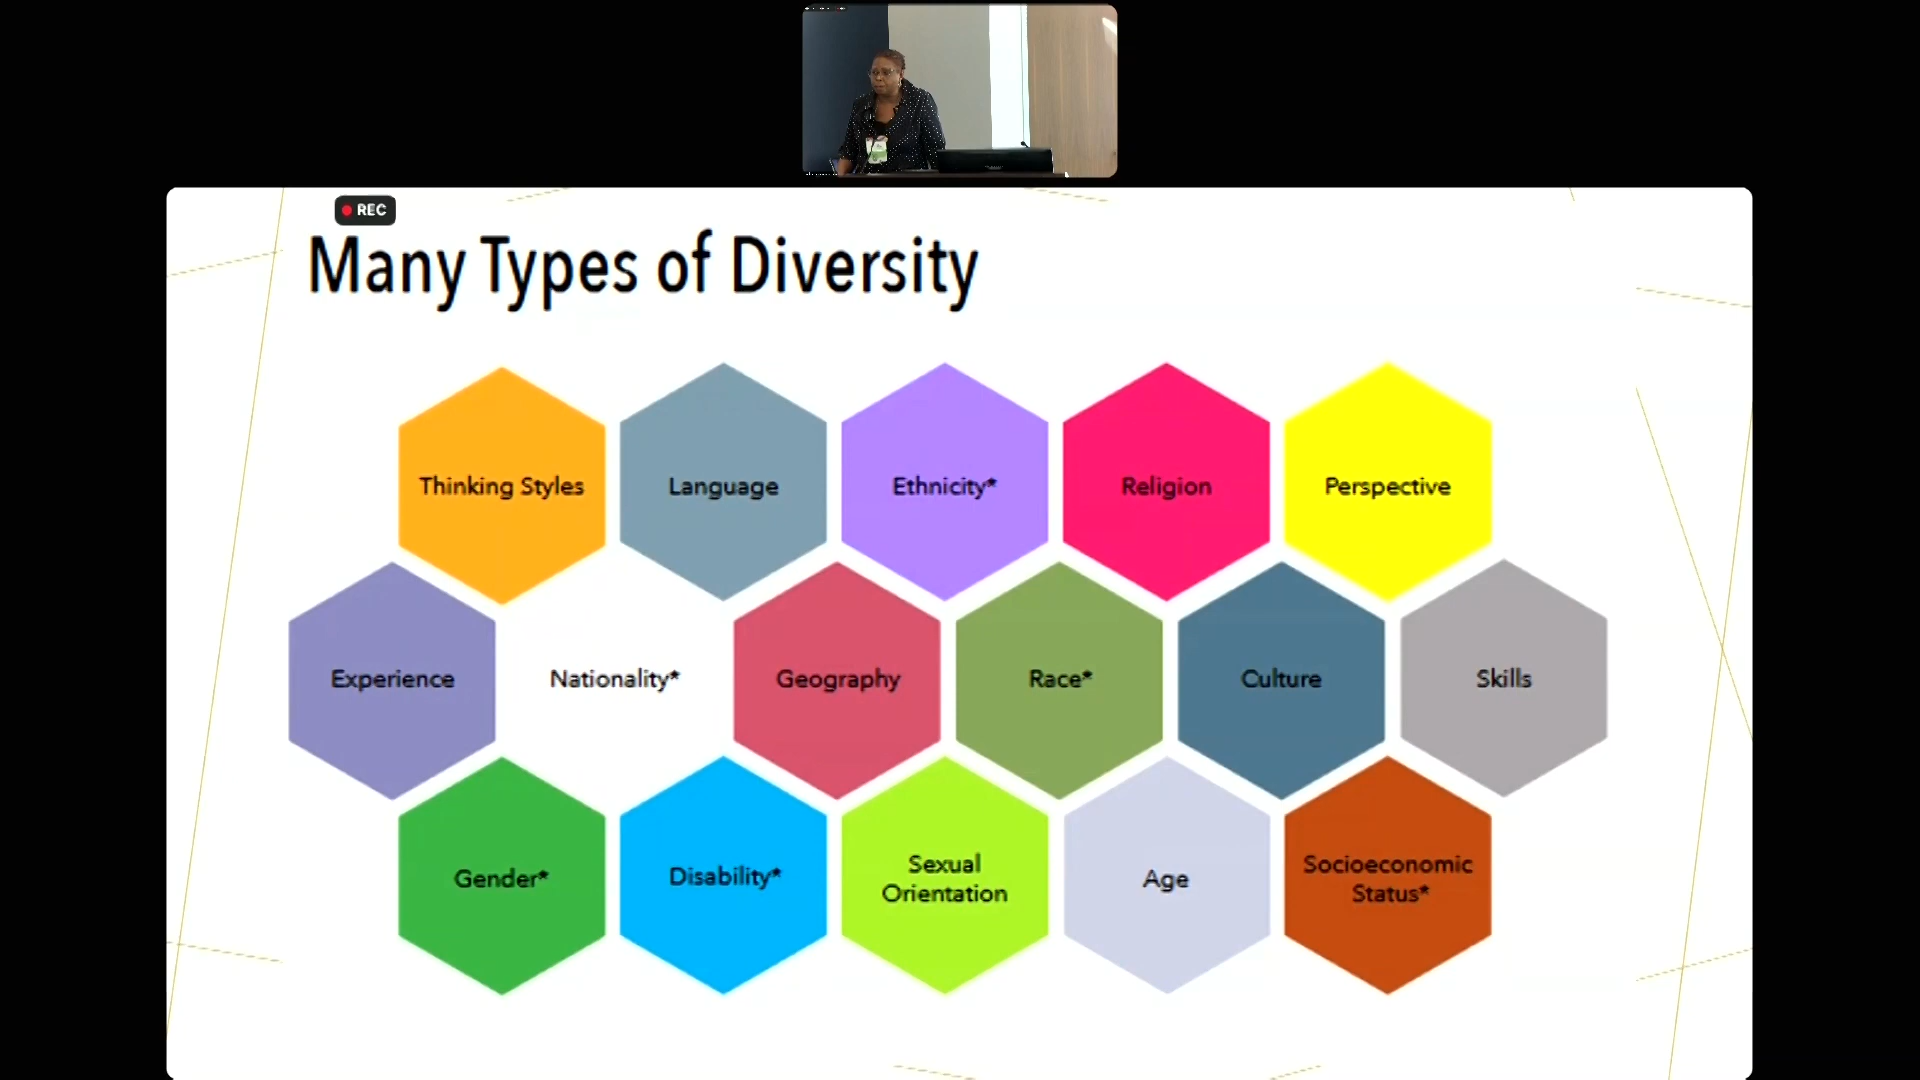 REC
Many Types of Diversity
Thinking Styles
Language
Ethnicity*
Religion
Perspective
Experience
Nationality*
Geography
Race*
Culture
Skills
Gender*
Disability*
Sexual
Orientation
Age
Socioeconomic
Status*